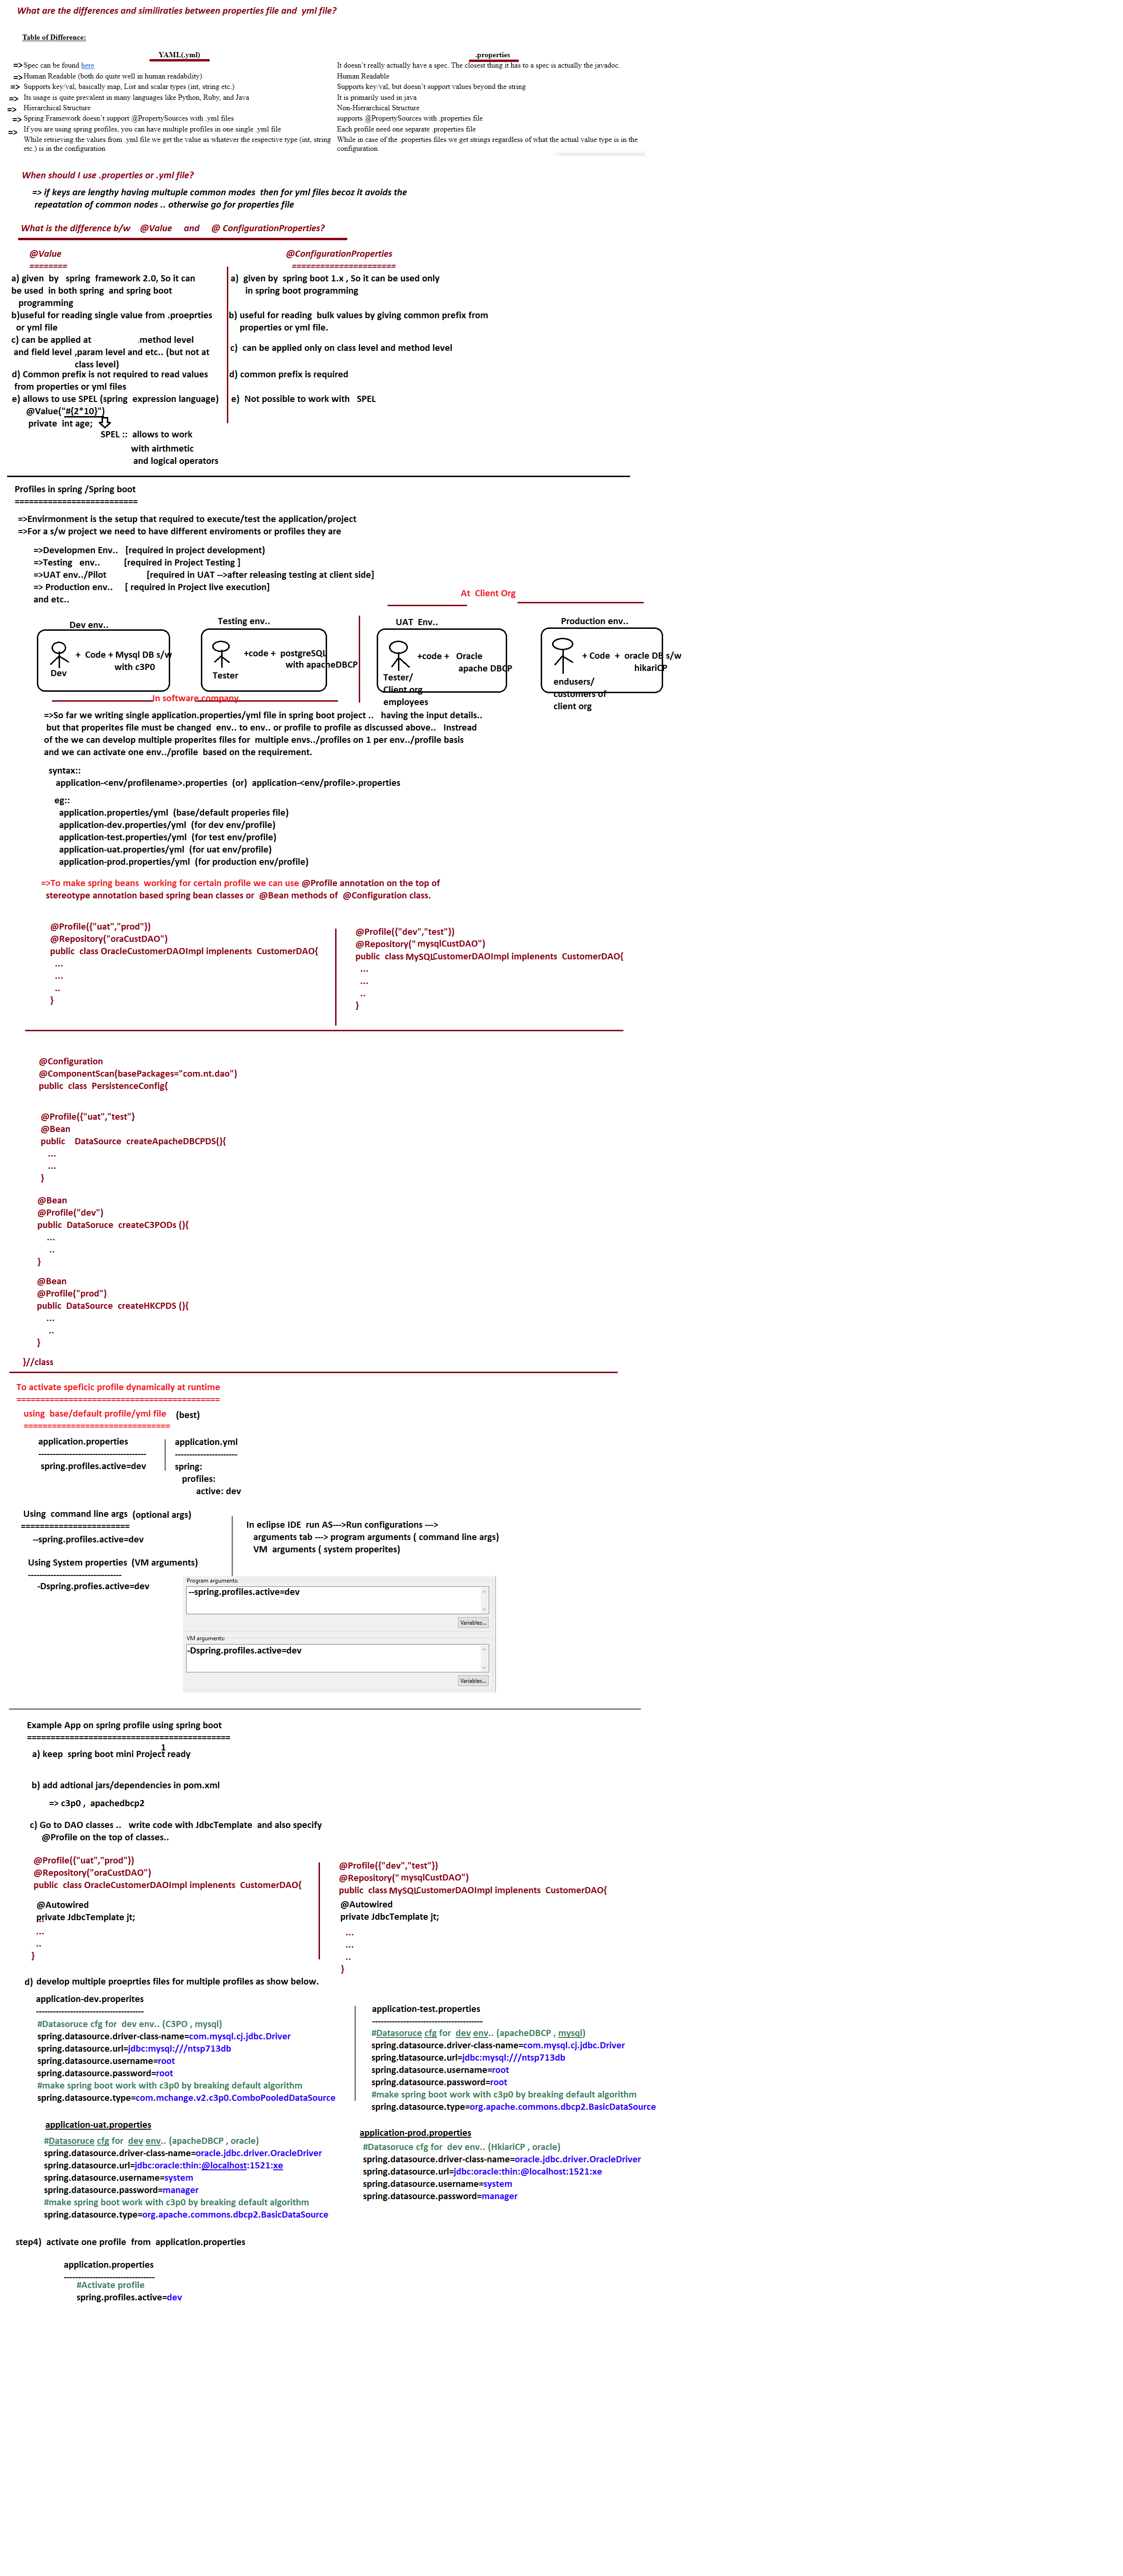 What are the differences and similiraties between properties file and  yml file?
Table of Difference:
YAML(.yml)
.properties
=> Spec can be found here
It doesn't really actually have a spec. The closest thing it has to a spec is actually the javadoc.
=> Human Readable (both do quite well in human readability)
Human Readable
=> Supports key/val, basically map, List and scalar types (int, string etc.)
Supports key/val, but doesn't support values beyond the string
=> Its usage is quite prevalent in many languages like Python, Ruby, and Java
It is primarily used in java
=> Hierarchical Structure
Non-Hierarchical Structure
=> Spring Framework doesn't support @PropertySources with .yml files
supports @PropertySources with .properties file
=> If you are using spring profiles, you can have multiple profiles in one single .yml file
Each profile need one separate .properties file
While retrieving the values from .yml file we get the value as whatever the respective type (int, string
etc.) is in the configuration
While in case of the .properties files we get strings regardless of what the actual value type is in the
configuration
When should I use .properties or .yml file?
=> if keys are lengthy having multuple common modes  then for yml files becoz it avoids the
repeatation of common nodes .. otherwise go for properties file
What is the difference b/w    @Value     and     @ ConfigurationProperties?
@Value
========
a) given  by   spring  framework 2.0, So it can
be used  in both spring  and spring boot
programming
b)useful for reading single value from .proeprties
or yml file
c) can be applied at method level
and field level ,param level and etc.. (but not at
class level)
d) Common prefix is not required to read values
from properties or yml files
e) allows to use SPEL (spring  expression language)
@Value("#{2*10}")
private  int age;
SPEL ::  allows to work
with airthmetic
and logical operators
@ConfigurationProperties
======================
a)  given by  spring boot 1.x , So it can be used only
in spring boot programming
b) useful for reading  bulk values by giving common prefix from
properties or yml file.
c)  can be applied only on class level and method level
d) common prefix is required
e)  Not possible to work with   SPEL
Profiles in spring /Spring boot
==========================
=>Envirmonment is the setup that required to execute/test the application/project
=>For a s/w project we need to have different enviroments or profiles they are
=>Developmen Env..   [required in project development)
=>Testing   env..          [required in Project Testing ]
=>UAT env../Pilot                 [required in UAT -->after releasing testing at client side]
=> Production env..     [ required in Project live execution]
and etc..
At  Client Org
Dev env..
Testing env..
UAT  Env..
Production env..
+  Code + Mysql DB s/w
with c3P0
Dev
+code +  postgreSQL
with apacheDBCP
Tester
+code +   Oracle
apache DBCP
Tester/
Client org
employees
+ Code  +  oracle DB s/w
hikariCP
endusers/
customers of
client org
In software company
=>So far we writing single application.properties/yml file in spring boot project ..   having the input details..
but that properites file must be changed  env.. to env.. or profile to profile as discussed above..   Instread
of the we can develop multiple properites files for  multiple envs../profiles on 1 per env../profile basis
and we can activate one env../profile  based on the requirement.
syntax::
application-<env/profilename>.properties  (or)  application-<env/profile>.properties
eg::
application.properties/yml  (base/default properies file)
application-dev.properties/yml  (for dev env/profile)
application-test.properties/yml  (for test env/profile)
application-uat.properties/yml  (for uat env/profile)
application-prod.properties/yml  (for production env/profile)
=>To make spring beans  working for certain profile we can use @Profile annotation on the top of
stereotype annotation based spring bean classes or  @Bean methods of  @Configuration class.
@Profile({"uat","prod"})
@Repository("oraCustDAO")
public  class OracleCustomerDAOImpl implenents  CustomerDAO{
...
...
..
}
@Profile({"dev","test"})
@Repository(" mysqlCustDAO")
public  class MySQLCustomerDAOImpl implenents  CustomerDAO{
...
...
..
}
@Configuration
@ComponentScan(basePackages="com.nt.dao")
public  class  PersistenceConfig{
@Profile({"uat","test"}
@Bean
public    DataSource  createApacheDBCPDS(){
...
...
}
@Bean
@Profile("dev")
public  DataSoruce  createC3PODs (){
...
..
}
@Bean
@Profile("prod")
public  DataSource  createHKCPDS (){
...
..
}
}//class
To activate speficic profile dynamically at runtime
===========================================
using  base/default profile/yml file    (best)
===============================
application.properties
--------------------------------------
spring.profiles.active=dev
application.yml
----------------------
spring:
profiles:
active: dev
Using  command line args  (optional args)
=======================
--spring.profiles.active=dev
Using System properties  (VM arguments)
---------------------------------
-Dspring.profies.active=dev
In eclipse IDE  run AS--->Run configurations --->
arguments tab ---> program arguments ( command line args)
VM  arguments ( system properites)
Program arguments:
--spring.profiles.active=dev
Variables...
VM arguments:
-Dspring.profiles.active=dev
Variables...
Example App on spring profile using spring boot
===========================================
1
a) keep  spring boot mini Project ready
b) add adtional jars/dependencies in pom.xml
=> c3p0 ,  apachedbcp2
c) Go to DAO classes ..   write code with JdbcTemplate  and also specify
@Profile on the top of classes..
@Profile({"uat","prod"})
@Repository("oraCustDAO")
public  class OracleCustomerDAOImpl implenents  CustomerDAO{
@Autowired
private JdbcTemplate jt;
...
..
}
@Profile({"dev","test"})
@Repository(" mysqlCustDAO")
public  class MySQLCustomerDAOImpl implenents  CustomerDAO{
@Autowired
private JdbcTemplate jt;
...
...
..
}
d)  develop multiple proeprties files for multiple profiles as show below.
application-dev.properites
--------------------------------------
#Datasoruce cfg for  dev env.. (C3PO , mysql)
spring.datasource.driver-class-name=com.mysql.cj.jdbc.Driver
spring.datasource.url=jdbc:mysql:///ntsp713db
spring.datasource.username=root
spring.datasource.password=root
#make spring boot work with c3p0 by breaking default algorithm
spring.datasource.type=com.mchange.v2.c3p0.ComboPooledDataSource
application-test.properties
---------------------------------------
#Datasoruce cfg for  dev env.. (apacheDBCP , mysql)
spring.datasource.driver-class-name=com.mysql.cj.jdbc.Driver
spring.datasource.url=jdbc:mysql:///ntsp713db
spring.datasource.username=root
spring.datasource.password=root
#make spring boot work with c3p0 by breaking default algorithm
spring.datasource.type=org.apache.commons.dbcp2.BasicDataSource
application-uat.properties
#Datasoruce cfg for  dev env.. (apacheDBCP , oracle)
spring.datasource.driver-class-name=oracle.jdbc.driver.OracleDriver
spring.datasource.url=jdbc:oracle:thin:@localhost:1521:xe
spring.datasource.username=system
spring.datasource.password=manager
#make spring boot work with c3p0 by breaking default algorithm
spring.datasource.type=org.apache.commons.dbcp2.BasicDataSource
application-prod.properties
#Datasoruce cfg for  dev env.. (HkiariCP , oracle)
spring.datasource.driver-class-name=oracle.jdbc.driver.OracleDriver
spring.datasource.url=jdbc:oracle:thin:@localhost:1521:xe
spring.datasource.username=system
spring.datasource.password=manager
step4)  activate one profile  from  application.properties
application.properties
--------------------------------
#Activate profile
spring.profiles.active=dev